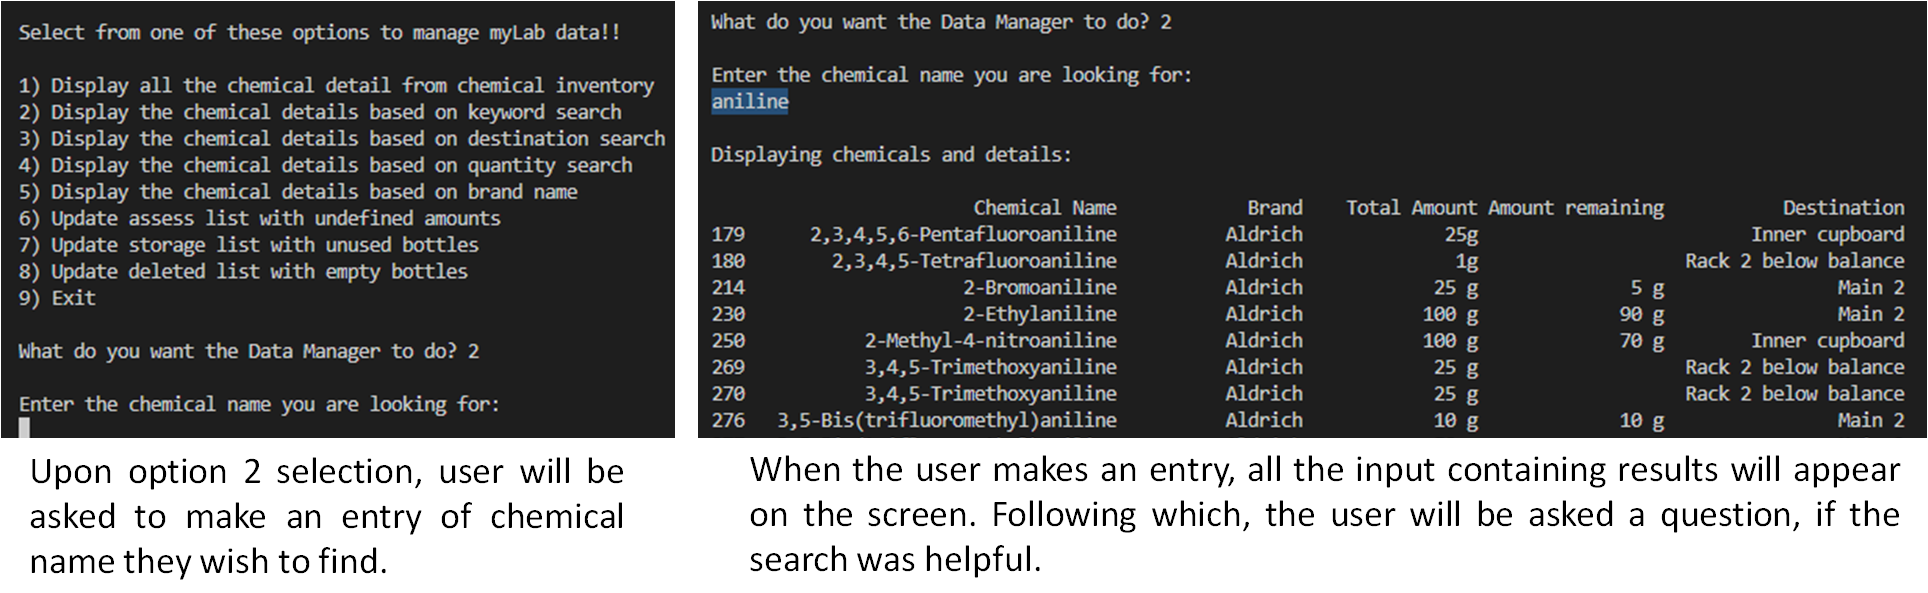 Select from one of these options to manage myLab data!!
1) Display all the chemical detail from chemical inventory
2) Display the chemical details based on keyword search
3) Display the chemical details based on destination search
4) Display the chemical details based on quantity search
5) Display the chemical details based on brand name
6) Update assess list with undefined amounts
7) Update storage list with unused bottles
8) Update deleted list with empty bottles
9) Exit
What do you want the Data Manager to do? 2
Enter the chemical name you are looking for:
Upon option 2 selection, user will be
asked to make an entry of chemical
name they wish to find.
What do you want the Data Manager to do? 2
Enter the chemical name you are looking for:
aniline
Displaying chemicals and details:
Chemical Name Brand Total Amount Amount remaining Destination
179 2,3,4,5,6-Pentafluoroaniline Aldrich 25g Inner cupboard
180 2,3,4,5-Tetrafluoroaniline Aldrich 1g Rack 2 below balance
214 2-Bromoaniline Aldrich 25 g 5 g Main 2
230 2-Ethylaniline Aldrich 100 g 90 g Main 2
250 2-Methyl-4-nitroaniline Aldrich 100 g 70 g Inner cupboard
269 3,4,5-Trimethoxyaniline Aldrich 25 g Rack 2 below balance
270 3,4,5-Trimethoxyaniline Aldrich 25 g Rack 2 below balance
276 3,5-Bis(trifluoromethyl)aniline Aldrich 10 g 10 g Main 2
When the user makes an entry, all the input containing results will appear
on the screen. Following which, the user will be asked a question, if the
search was helpful.